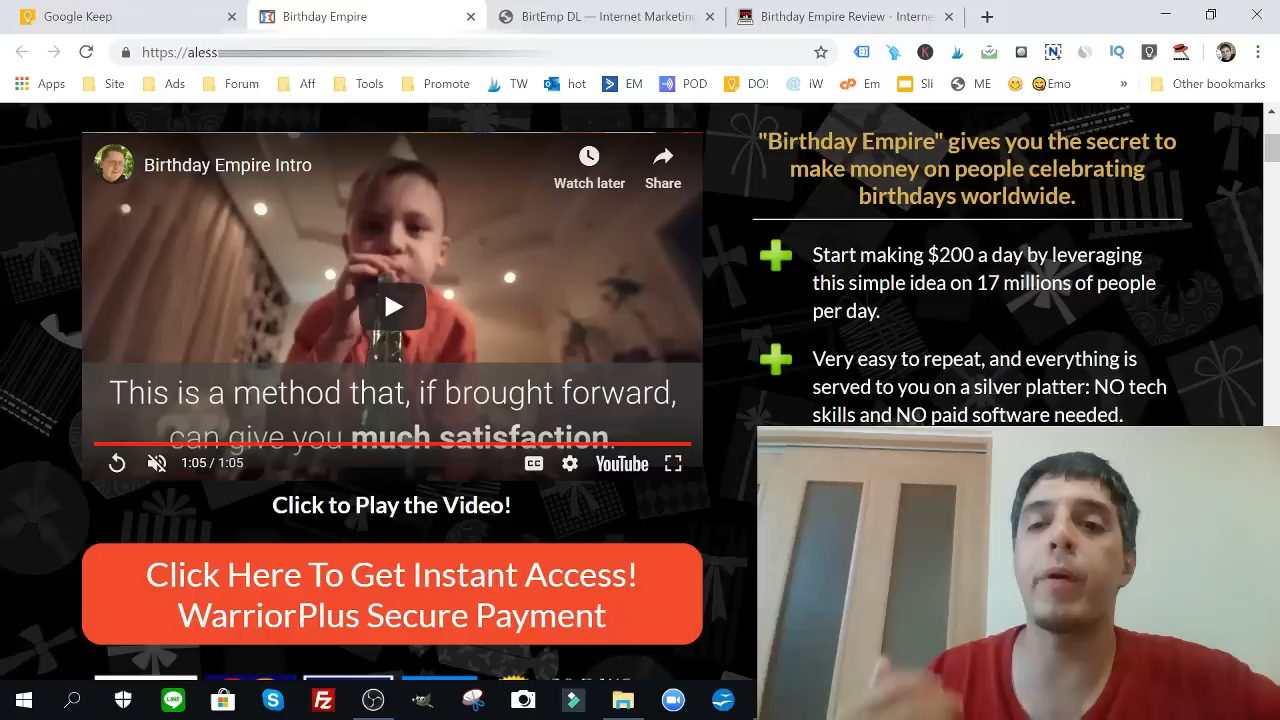 Google Keep
Birthday Empire
BirtEmp DL — Internet Marketin
Birthday Empire Review - Interne
https://aless
Apps
Site
Ads
Forum
Aff
Tools
Promoti
TW
hot
EM
POD
DO!
iW
Em
Sli
ME
Emo
»
Other bookmarks
Birthday Empire Intro
Watch later
Share
This is a method that, if brought forward,
can give you much satisfaction.
1:05 / 1:05
CC
YouTube
Click to Play the Video!
Click Here To Get Instant Access!
WarriorPlus Secure Payment
"Birthday Empire" gives you the secret to
make money on people celebrating
birthdays worldwide.
Start making $200 a day by leveraging
this simple idea on 17 millions of people
per day.
Very easy to repeat, and everything is
served to you on a silver platter: NO tech
skills and NO paid software needed.